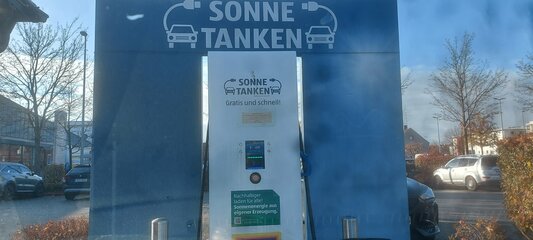 SONNE
TANKEN
SONNE
TANKEN
Gratis und schnell!
Nachhaltiger
laden für alle!
Sonnenenergie aus
eigener Erzeugung.